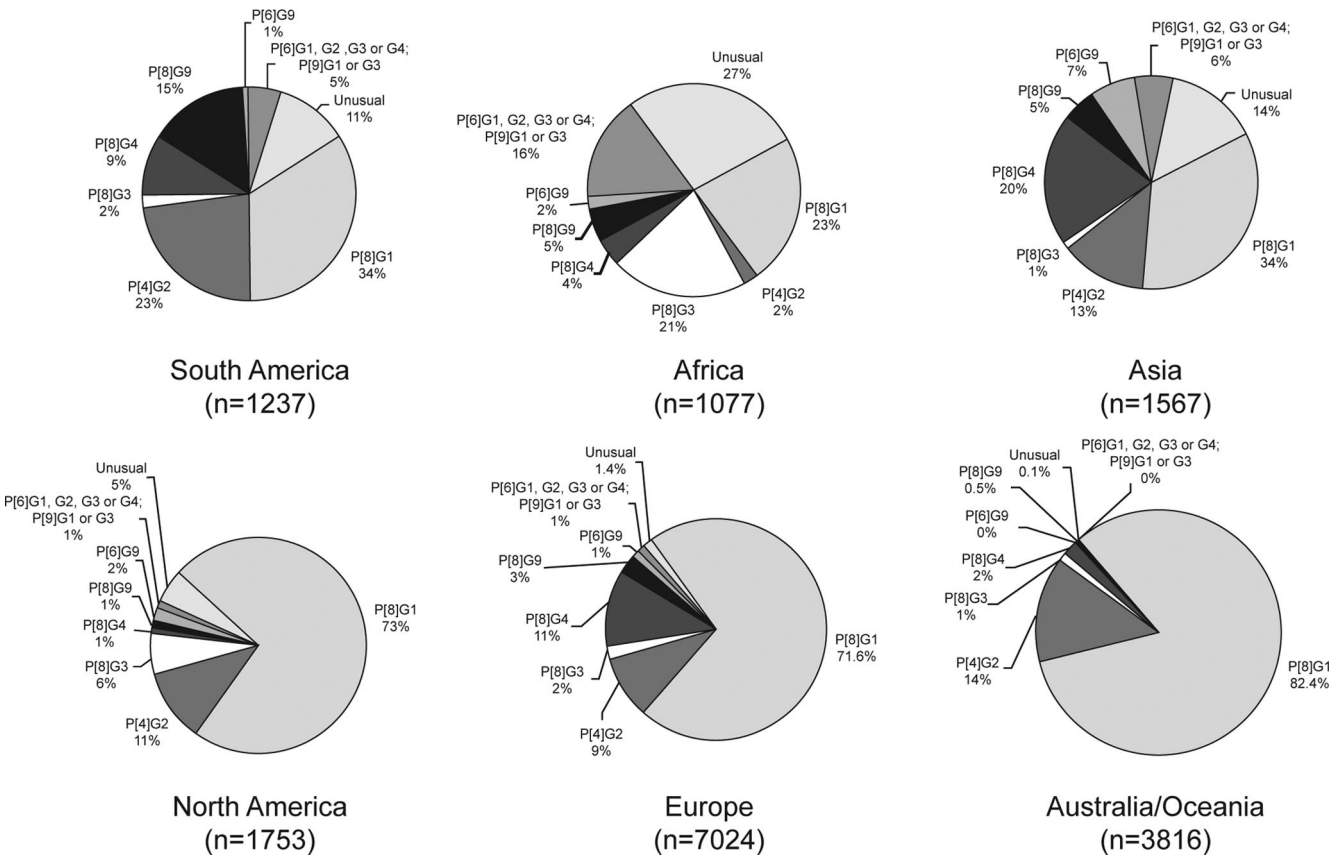 P[6]G9
1%
P[6]G1, G2 ,G3 or G4;
P[9]G1 or G3
5%
Unusual
11%
P[8]G9
15%
P[8]G4
9%
P[8]G3
2%
P[4]G2
23%
P[8]G1
34%
South America
(n=1237)
Unusual
27%
P[6]G1, G2, G3 or G4;
P[9]G1 or G3
16%
P[6]G9
2%
P[8]G9
5%
P[8]G4
4%
P[8]G3
21%
P[4]G2
2%
P[8]G1
23%
Africa
(n=1077)
P[6]G1, G2, G3 or G4;
P[9]G1 or G3
6%
P[6]G9
7%
P[8]G9
5%
Unusual
14%
P[8]G4
20%
P[8]G3
1%
P[4]G2
13%
P[8]G1
34%
Asia
(n=1567)
Unusual
5%
P[6]G1, G2, G3 or G4;
P[9]G1 or G3
1%
P[6]G9
2%
P[8]G9
1%
P[8]G4
1%
P[8]G3
6%
P[4]G2
11%
P[8]G1
73%
North America
(n=1753)
Unusual
1.4%
P[6]G1, G2, G3 or G4;
P[9]G1 or G3
1%
P[6]G9
1%
P[8]G9
3%
P[8]G4
11%
P[8]G3
2%
P[4]G2
9%
P[8]G1
71.6%
Europe
(n=7024)
P[6]G1, G2, G3 or G4;
P[9]G1 or G3
0%
Unusual
0.1%
P[8]G9
0.5%
P[6]G9
0%
P[8]G4
2%
P[8]G3
1%
P[4]G2
14%
P[8]G1
82.4%
Australia/Oceania
(n=3816)